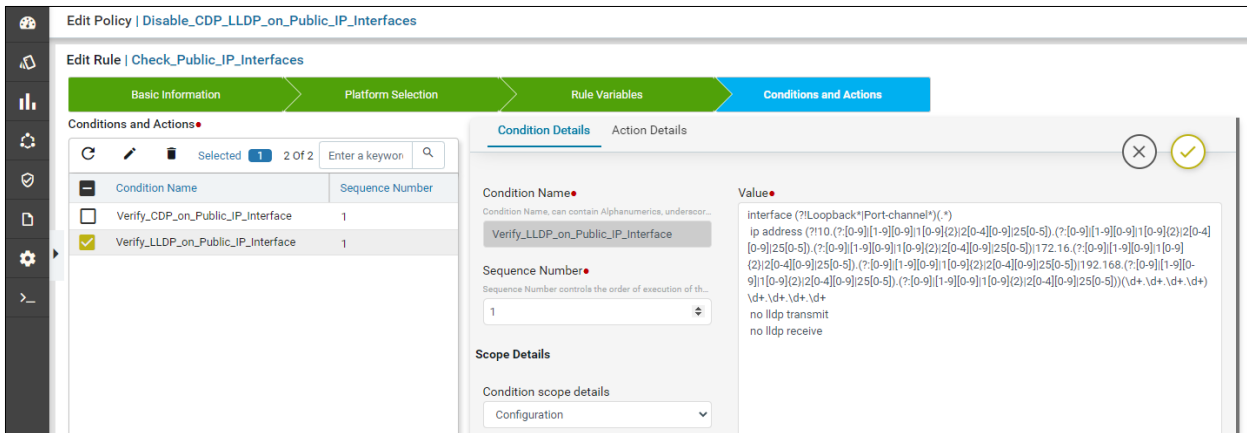 Edit Policy | Disable_CDP_LLDP_on_Public_IP_Interfaces
Edit Rule | Check_Public_IP_Interfaces
Basic Information
Platform Selection
Rule Variables
Conditions and Actions
Conditions and Actions
Selected 1 2 Of 2 Enter a keywor
Condition Name Sequence Number
Verify_CDP_on_Public_IP_Interface 1
Verify_LLDP_on_Public_IP_Interface 1
Condition Details Action Details
Condition Name
Condition Name, can contain Alphanumerics, underscor...
Verify_LLDP_on_Public_IP_Interface
Sequence Number
Sequence Number controls the order of execution of th...
1
Scope Details
Condition scope details
Configuration
Value
interface (?!Loopback*|Port-channel*)(.*)
ip address (?!10.(?:[0-9]|[1-9][0-9]|1[0-9]{2}|2[0-4][0-9]|25[0-5]).(?:[0-9]|[1-9][0-9]|1[0-9]{2}|2[0-4]
[0-9]|25[0-5]).(?:[0-9]|[1-9][0-9]|1[0-9]{2}|2[0-4][0-9]|25[0-5])|172.16.(?:[0-9]|[1-9][0-9]|1[0-9]
{2}|2[0-4][0-9]|25[0-5]).(?:[0-9]|[1-9][0-9]|1[0-9]{2}|2[0-4][0-9]|25[0-5])|192.168.(?:[0-9]|[1-9][0-
9]|1[0-9]{2}|2[0-4][0-9]|25[0-5]).(?:[0-9]|[1-9][0-9]|1[0-9]{2}|2[0-4][0-9]|25[0-5]))(\d+.\d+.\d+.\d+)
\d+.\d+.\d+.\d+
no lldp transmit
no lldp receive